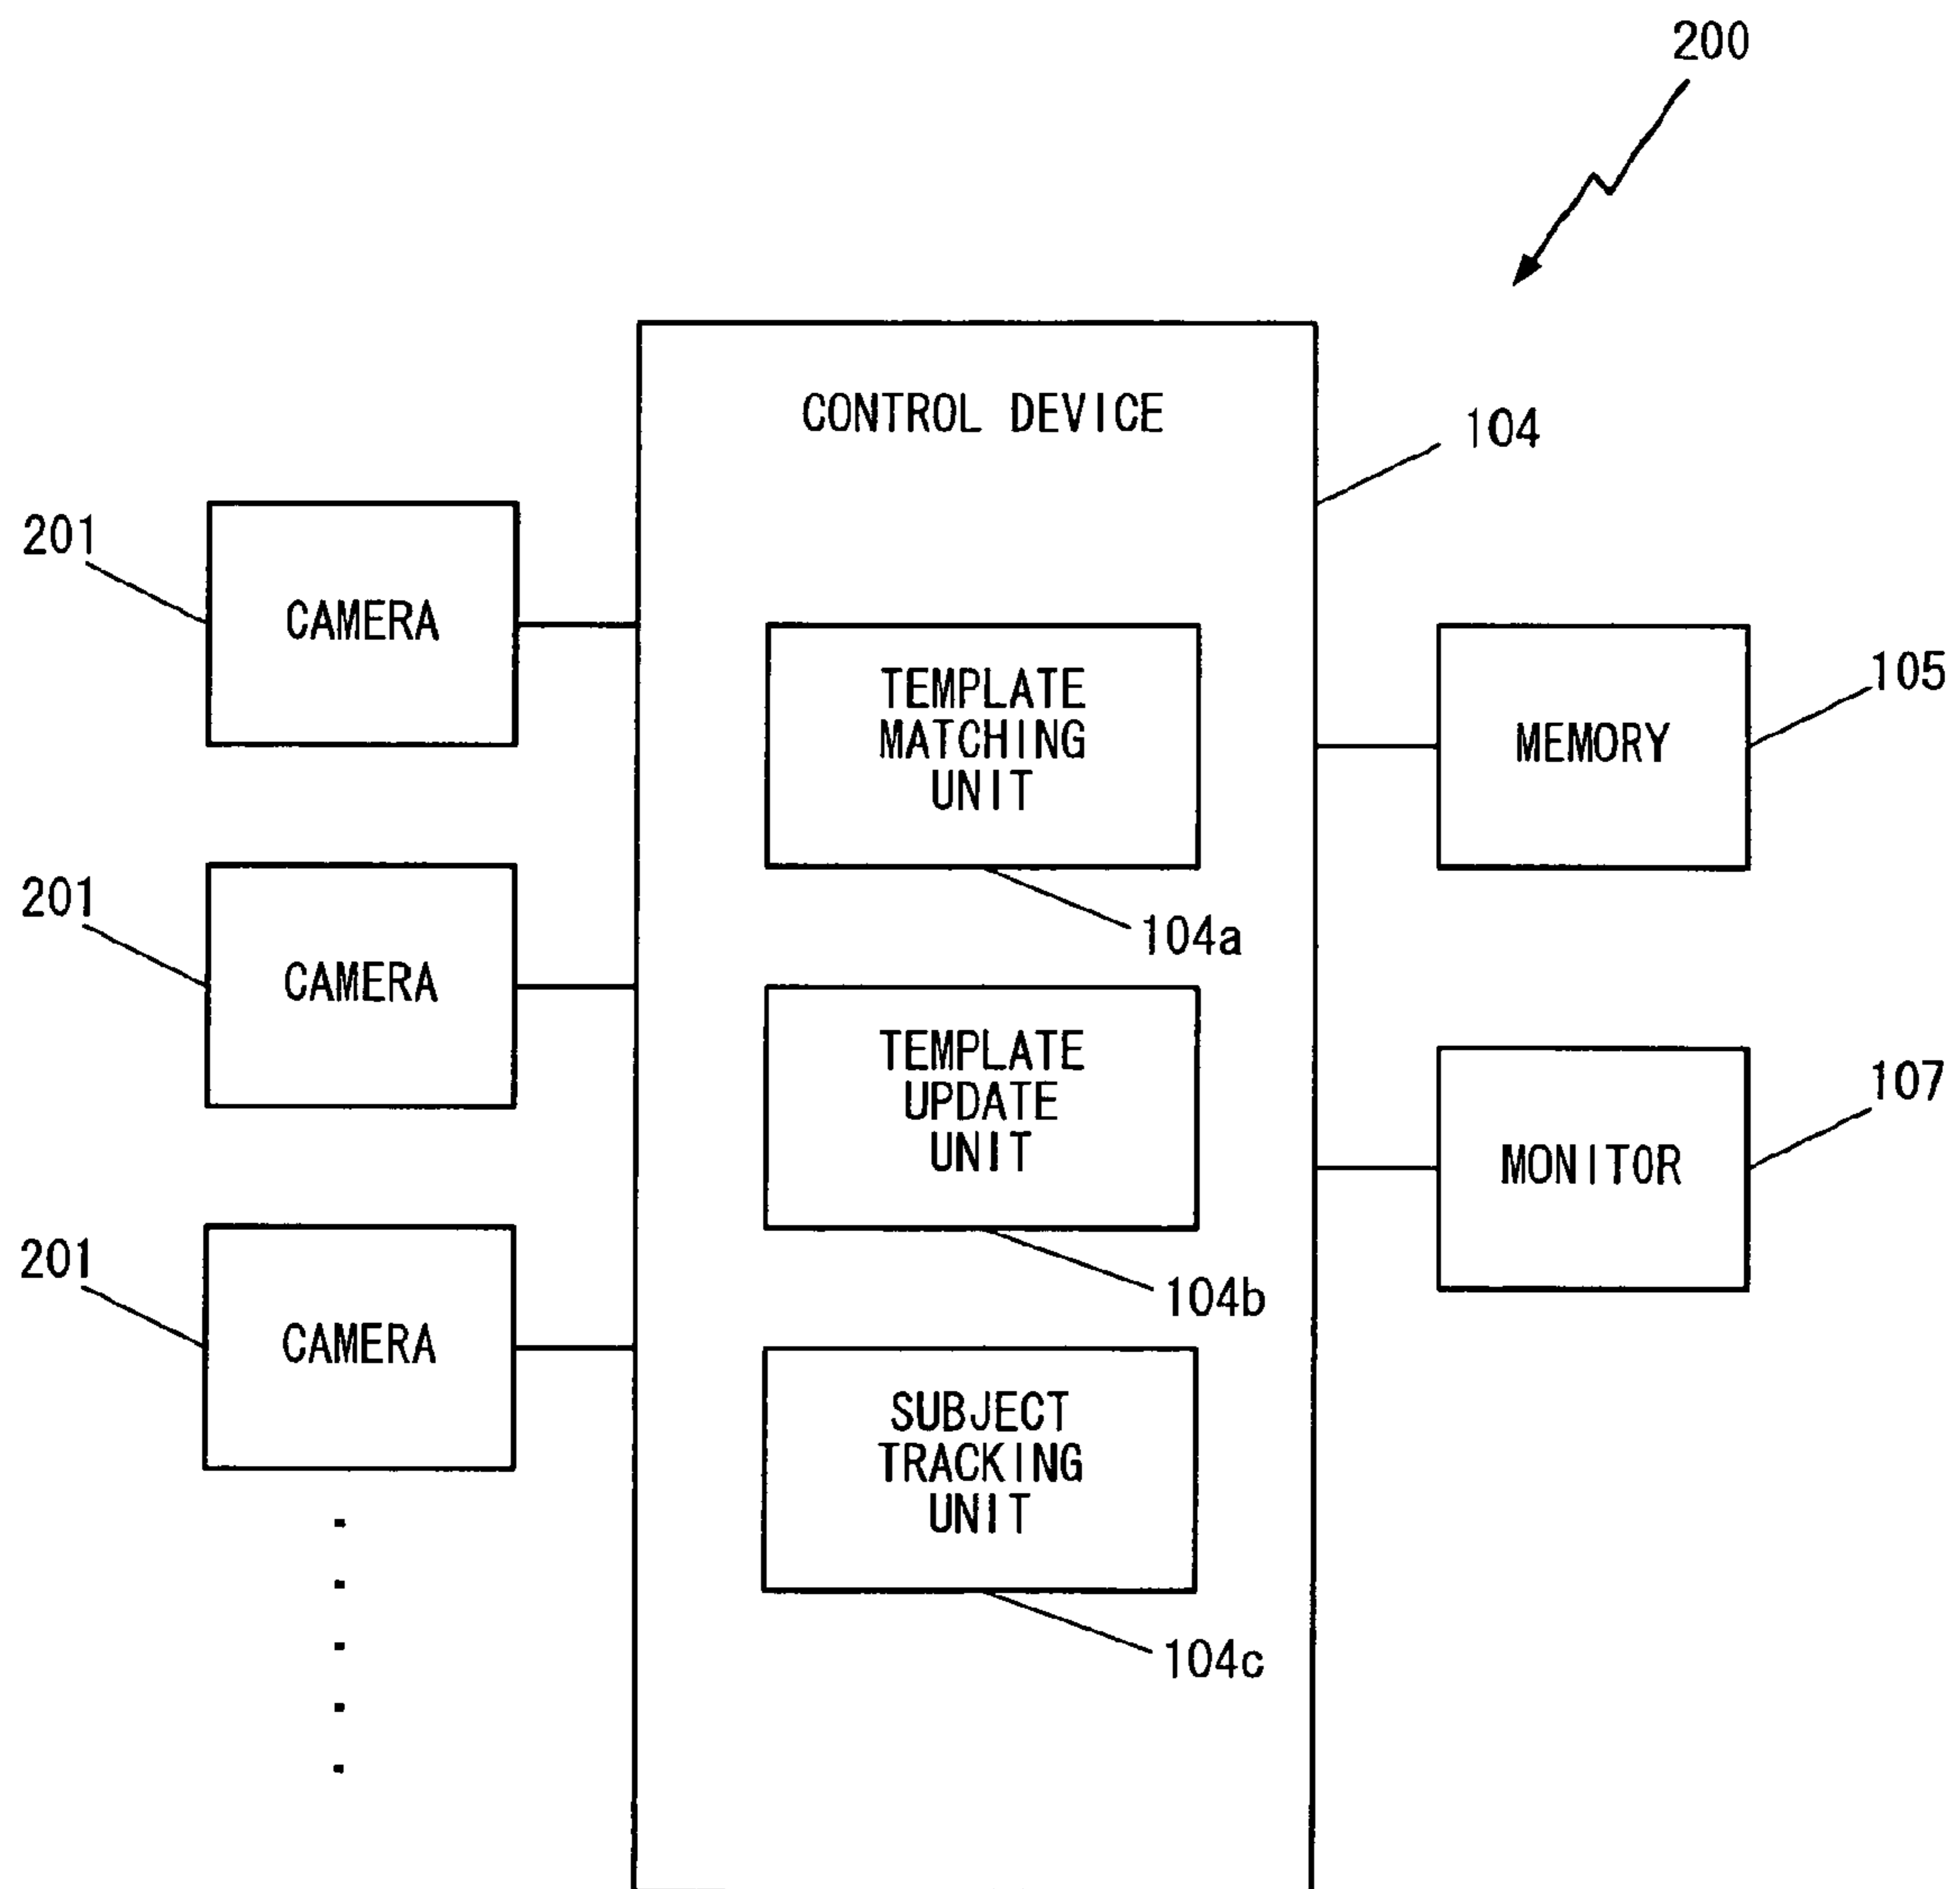 200
CONTROL DEVICE
104
201
CAMERA
TEMPLATE
MATCHING
UNIT
104a
MEMORY
105
201
CAMERA
TEMPLATE
UPDATE
UNIT
104b
MONITOR
107
201
CAMERA
SUBJECT
TRACKING
UNIT
104c